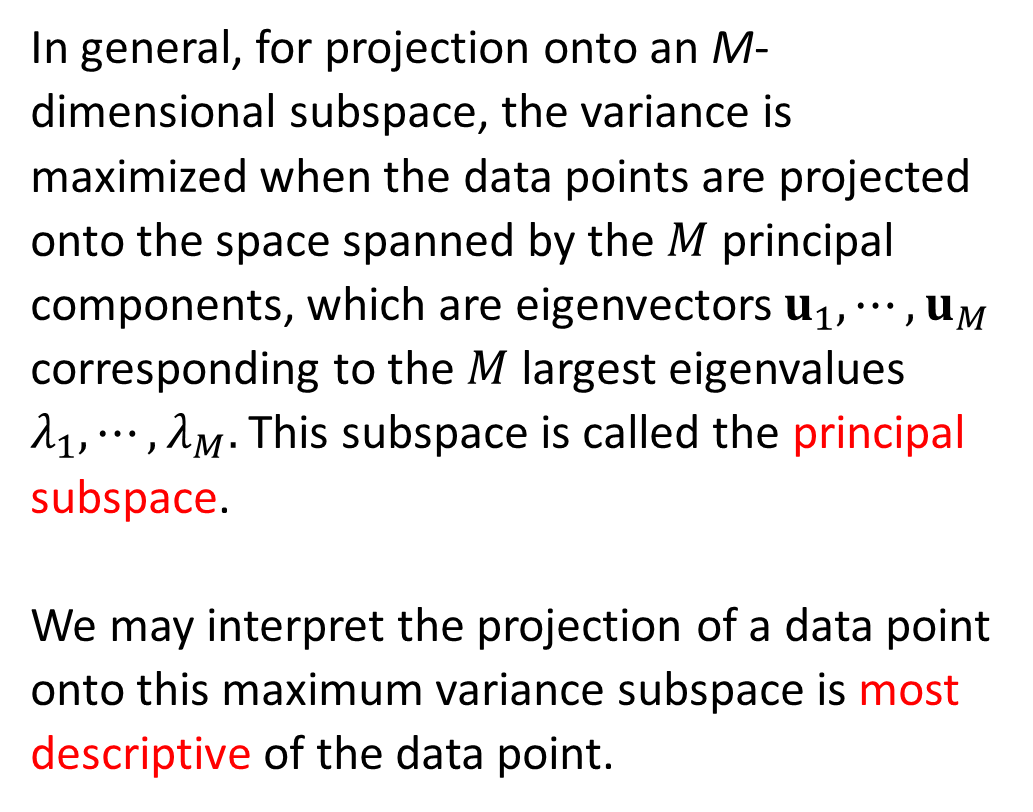 In general, for projection onto an M-
dimensional subspace, the variance is
maximized when the data points are projected
onto the space spanned by the M principal
components, which are eigenvectors u₁, ⋯ , u_M
corresponding to the M largest eigenvalues
λ₁, ⋯ , λ_M. This subspace is called the principal
subspace.
We may interpret the projection of a data point
onto this maximum variance subspace is most
descriptive of the data point.